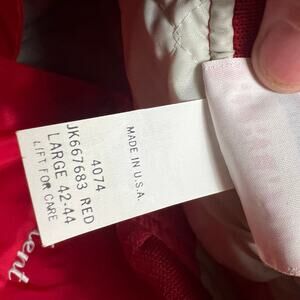 4074
JK667683 RED
LARGE 42-44
LIFT FOR CARE
MADE IN U.S.A.